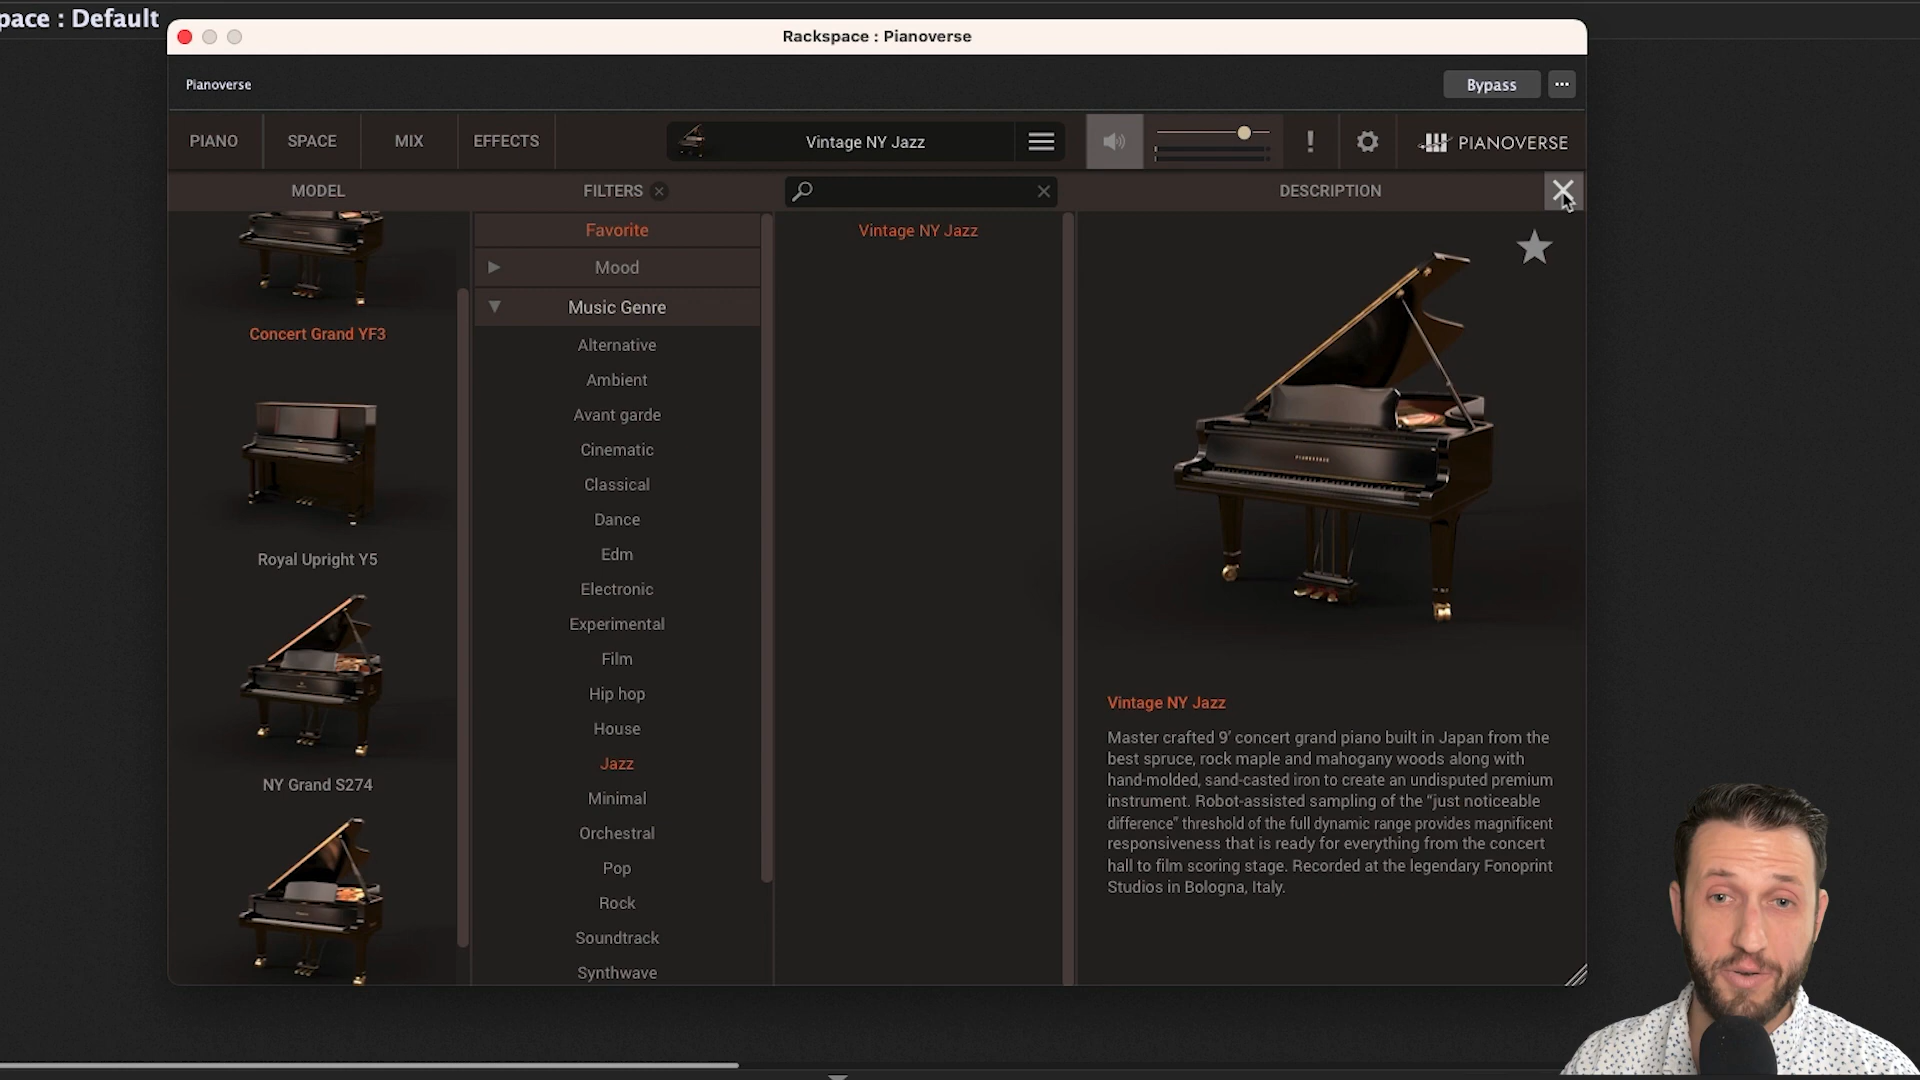 pace : Default
Rackspace : Pianoverse
Pianoverse
Bypass
...
PIANO
SPACE
MIX
EFFECTS
Vintage NY Jazz
!
PIANOVERSE
MODEL
FILTERS
DESCRIPTION
Concert Grand YF3
Royal Upright Y5
NY Grand S274
Favorite
Mood
Music Genre
Alternative
Ambient
Avant garde
Cinematic
Classical
Dance
Edm
Electronic
Experimental
Film
Hip hop
House
Jazz
Minimal
Orchestral
Pop
Rock
Soundtrack
Synthwave
Vintage NY Jazz
PIANOVERSE
Vintage NY Jazz
Master crafted 9' concert grand piano built in Japan from the
best spruce, rock maple and mahogany woods along with
hand-molded, sand-casted iron to create an undisputed premium
instrument. Robot-assisted sampling of the "just noticeable
difference" threshold of the full dynamic range provides magnificent
responsiveness that is ready for everything from the concert
hall to film scoring stage. Recorded at the legendary Fonoprint
Studios in Bologna, Italy.